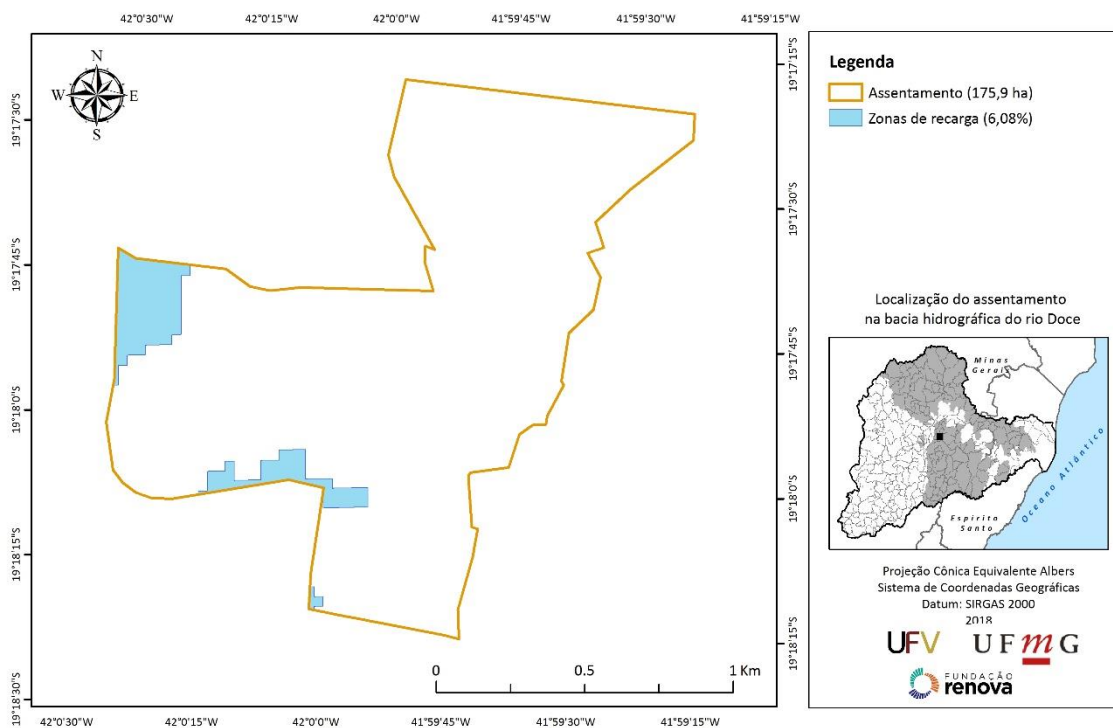 42°0'30"W 42°0'15"W 42°0'0"W 41°59'45"W 41°59'30"W 41°59'15"W
N
W E
S
19°17'30"S
19°17'45"S
19°18'0"S
19°18'15"S
19°18'30"S
19°17'15"S
19°17'30"S
19°17'45"S
19°18'0"S
19°18'15"S
0 0.5 1 Km
42°0'30"W 42°0'15"W 42°0'0"W 41°59'45"W 41°59'30"W 41°59'15"W
Legenda
Assentamento (175,9 ha)
Zonas de recarga (6,08%)
Localização do assentamento
na bacia hidrográfica do rio Doce
Minas
Gerais
Espírito
Santo
Oceano Atlântico
Projeção Cônica Equivalente Albers
Sistema de Coordenadas Geográficas
Datum: SIRGAS 2000
2018
UFV UFmG
FUNDAÇÃO
renova